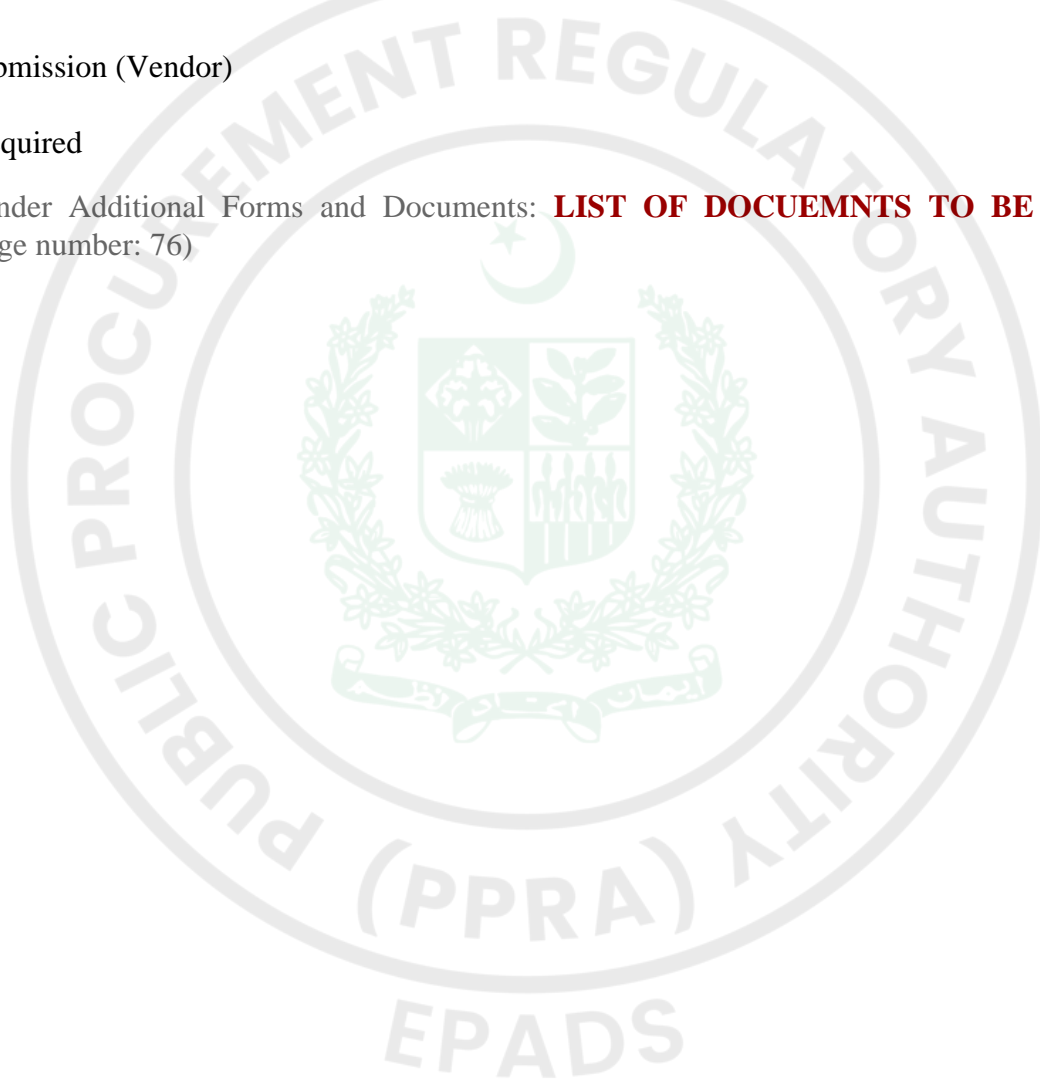 omission (Vendor)
quired
nder Additional Forms and Documents: LIST OF DOCUEMNTS TO BE
ge number: 76)
PUBLIC PROCUREMENT REGULATORY AUTHORITY
(PPRA)
EPADS